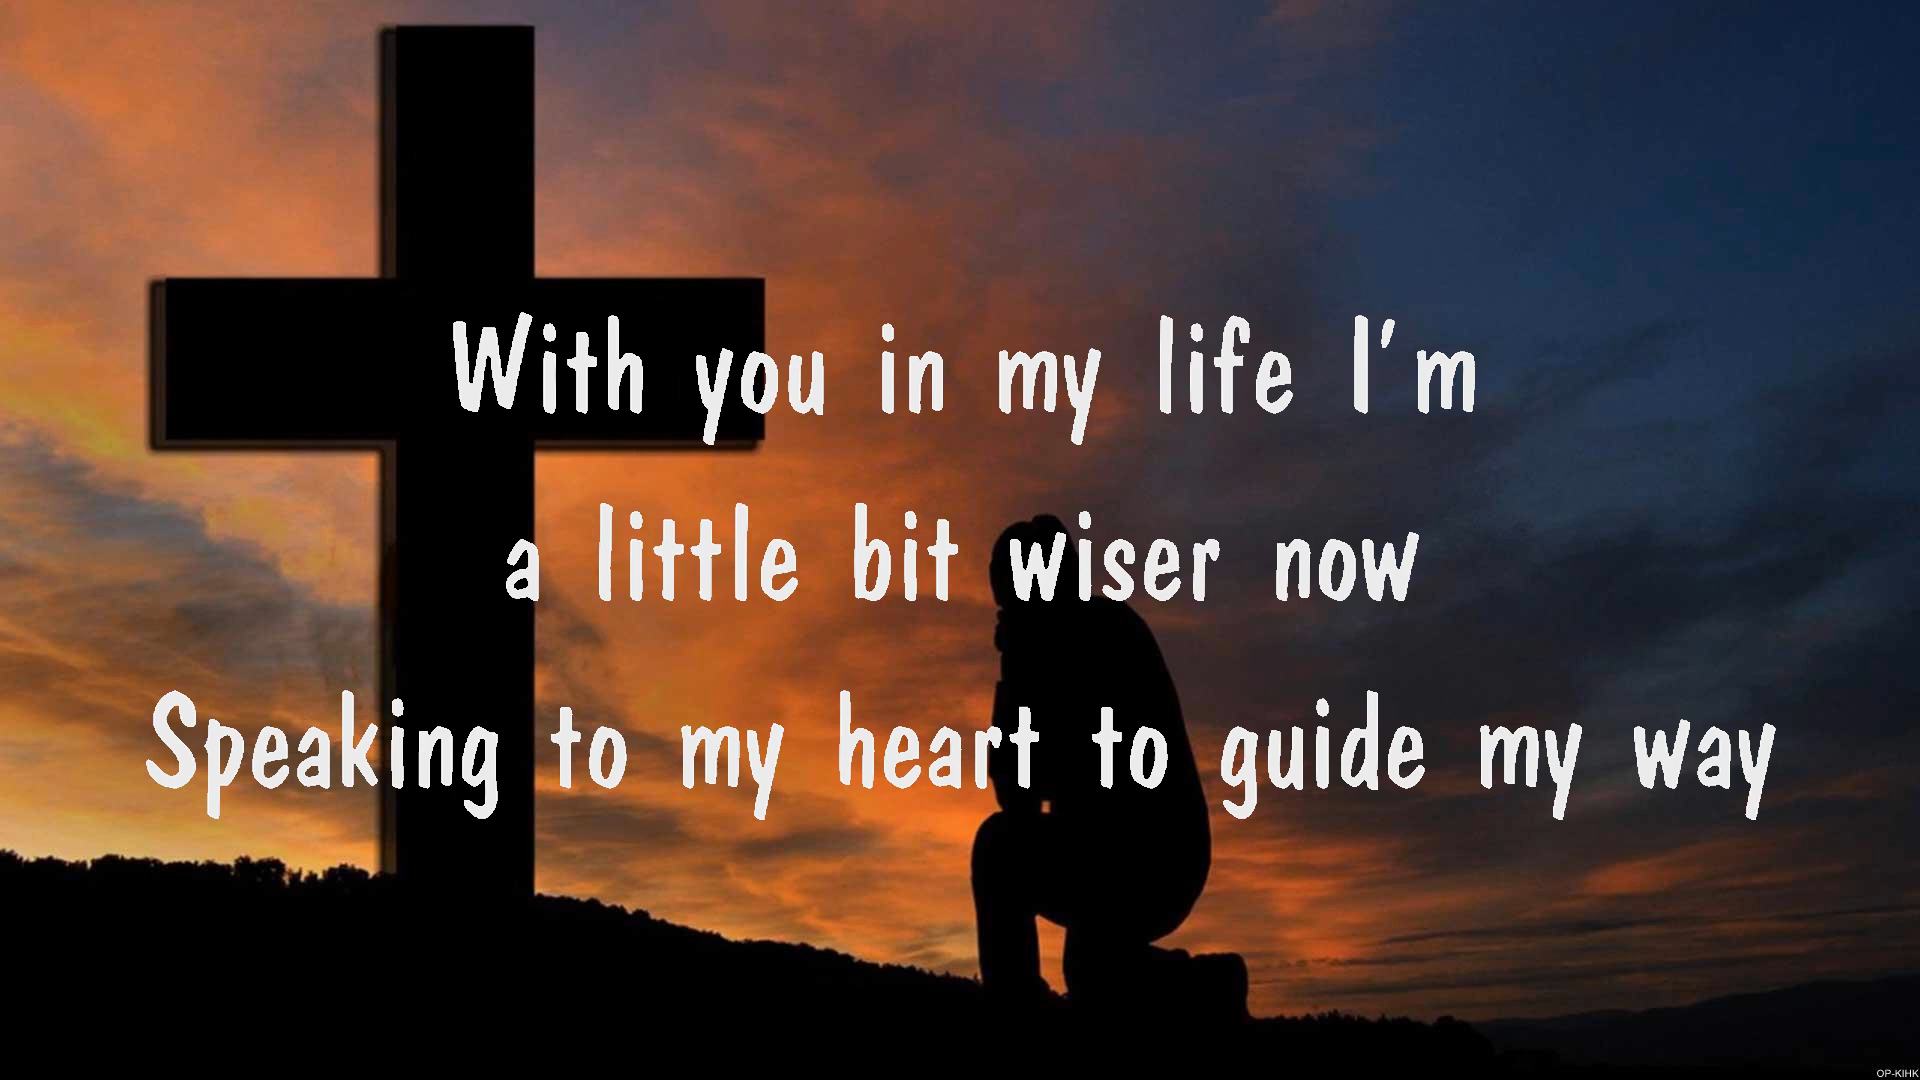 With you in my life I'm
a little bit wiser now
Speaking to my heart to guide my way
OP-KIHK